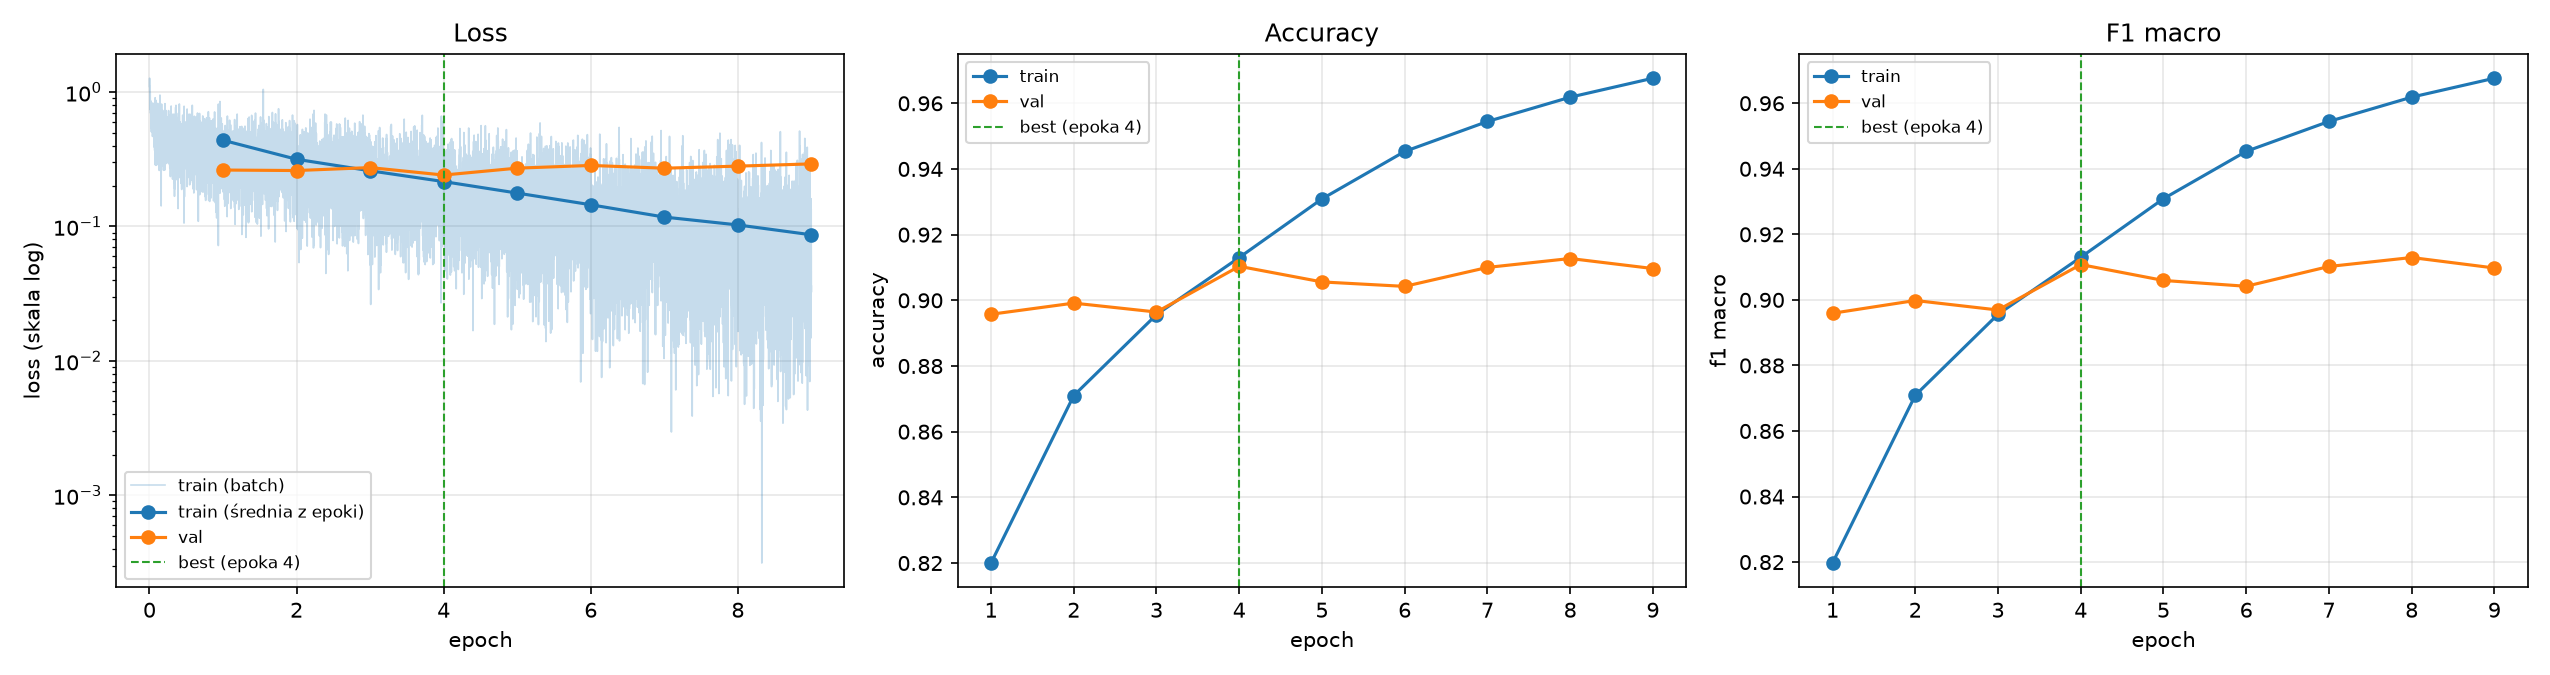 Loss
10⁰
10⁻¹
10⁻²
10⁻³
loss (skala log)
train (batch)
train (średnia z epoki)
val
best (epoka 4)
0 2 4 6 8
epoch
Accuracy
train
val
best (epoka 4)
0.96
0.94
0.92
0.90
0.88
0.86
0.84
0.82
accuracy
1 2 3 4 5 6 7 8 9
epoch
F1 macro
train
val
best (epoka 4)
0.96
0.94
0.92
0.90
0.88
0.86
0.84
0.82
f1 macro
1 2 3 4 5 6 7 8 9
epoch